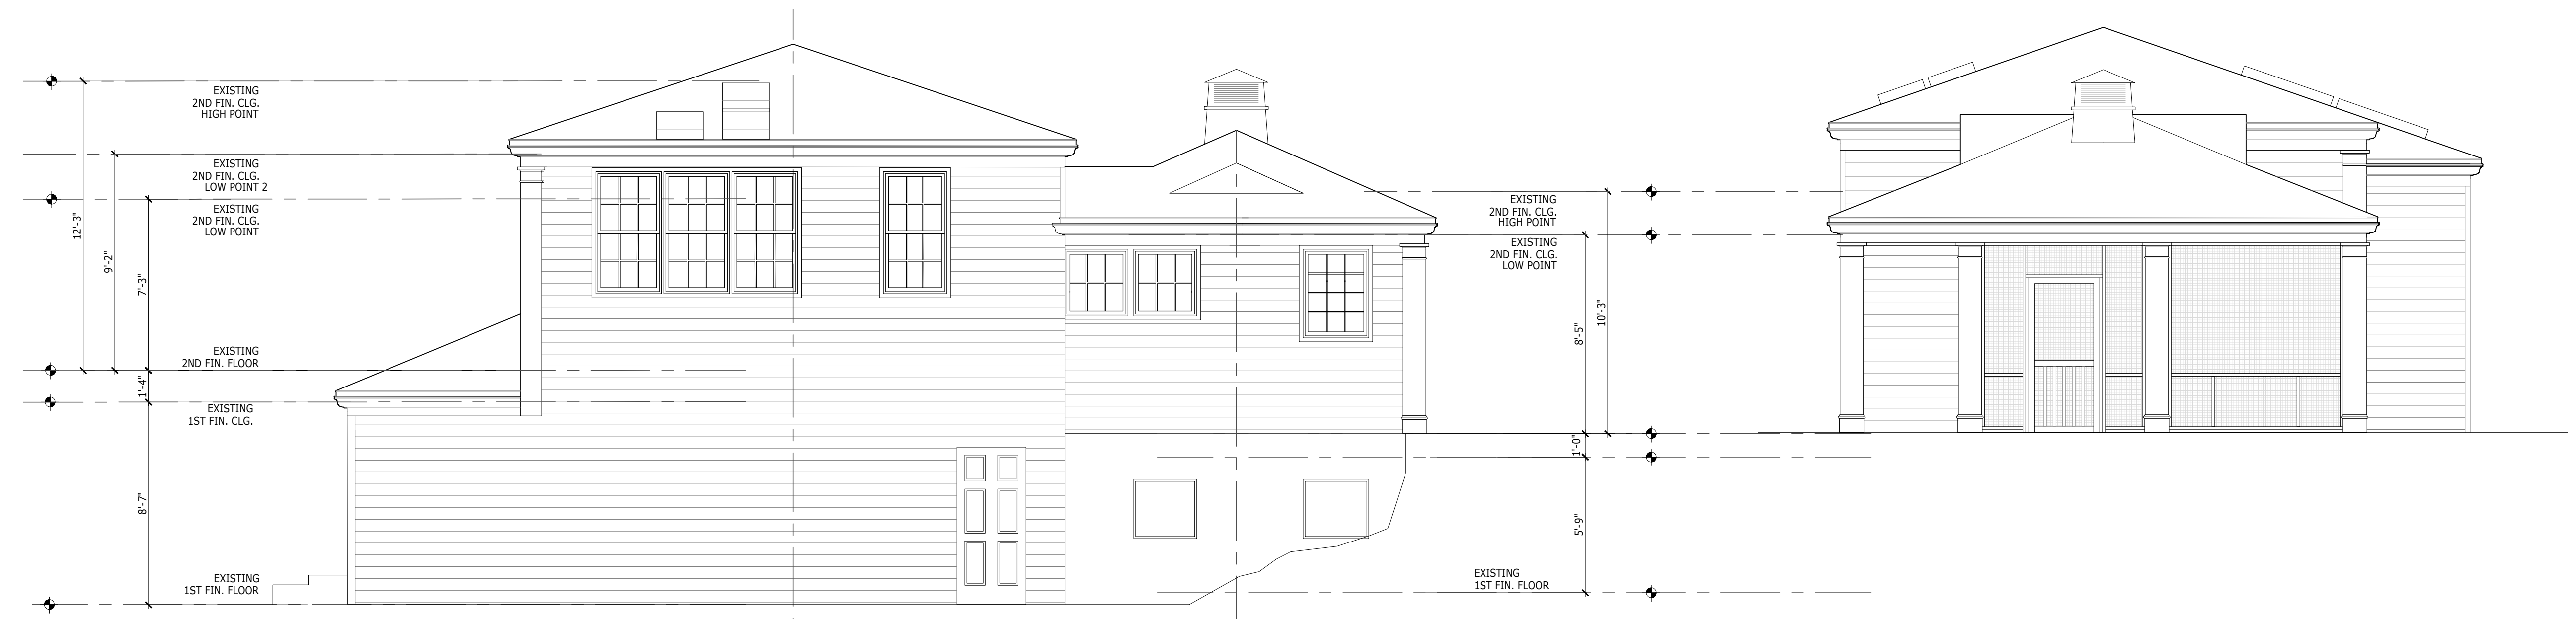 EXISTING
2ND FIN. CLG.
HIGH POINT
EXISTING
2ND FIN. CLG.
LOW POINT 2
EXISTING
2ND FIN. CLG.
LOW POINT
12'-3"
9'-2"
7'-3"
EXISTING
2ND FIN. FLOOR
1'-4"
EXISTING
1ST FIN. CLG.
8'-7"
EXISTING
1ST FIN. FLOOR
EXISTING
2ND FIN. CLG.
HIGH POINT
EXISTING
2ND FIN. CLG.
LOW POINT
8'-5"
10'-3"
1'-0"
5'-9"
EXISTING
1ST FIN. FLOOR